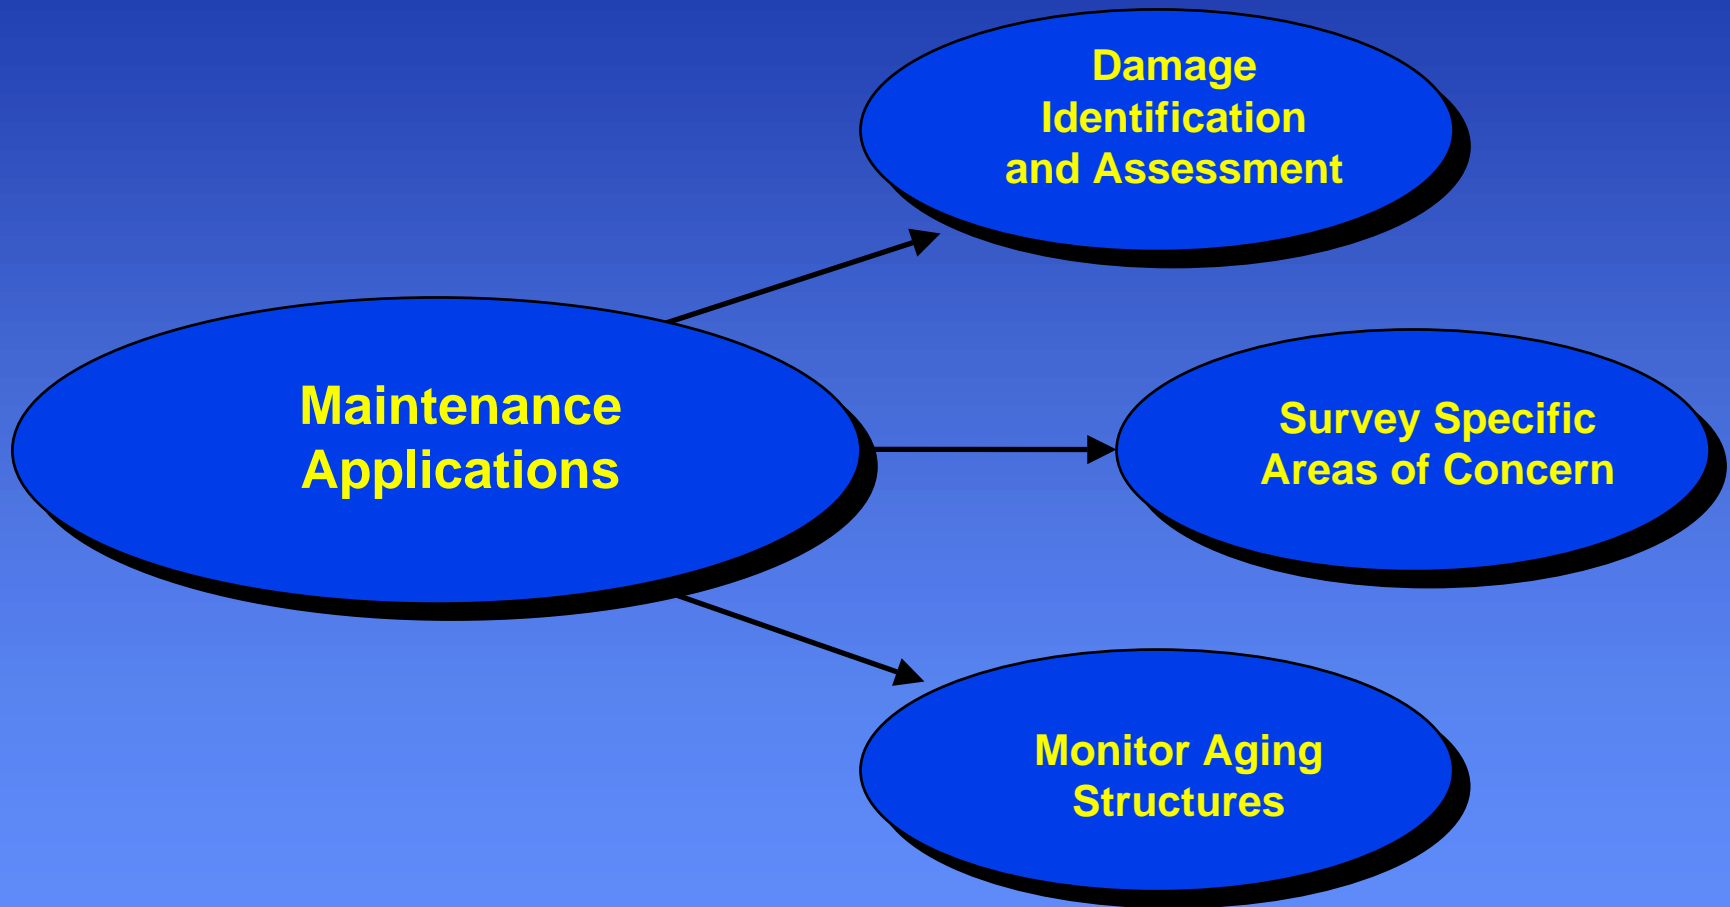 Damage
Identification
and Assessment
Maintenance
Applications
Survey Specific
Areas of Concern
Monitor Aging
Structures